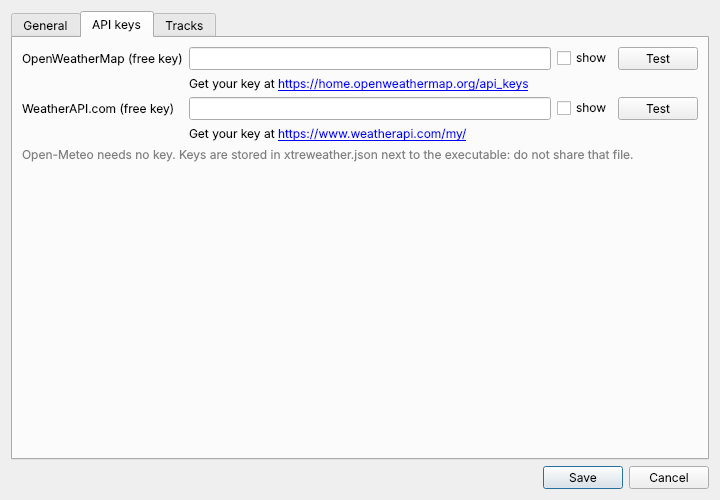 General API keys Tracks
OpenWeatherMap (free key) show Test
Get your key at https://home.openweathermap.org/api_keys
WeatherAPI.com (free key) show Test
Get your key at https://www.weatherapi.com/my/
Open-Meteo needs no key. Keys are stored in xtreweather.json next to the executable: do not share that file.
Save Cancel